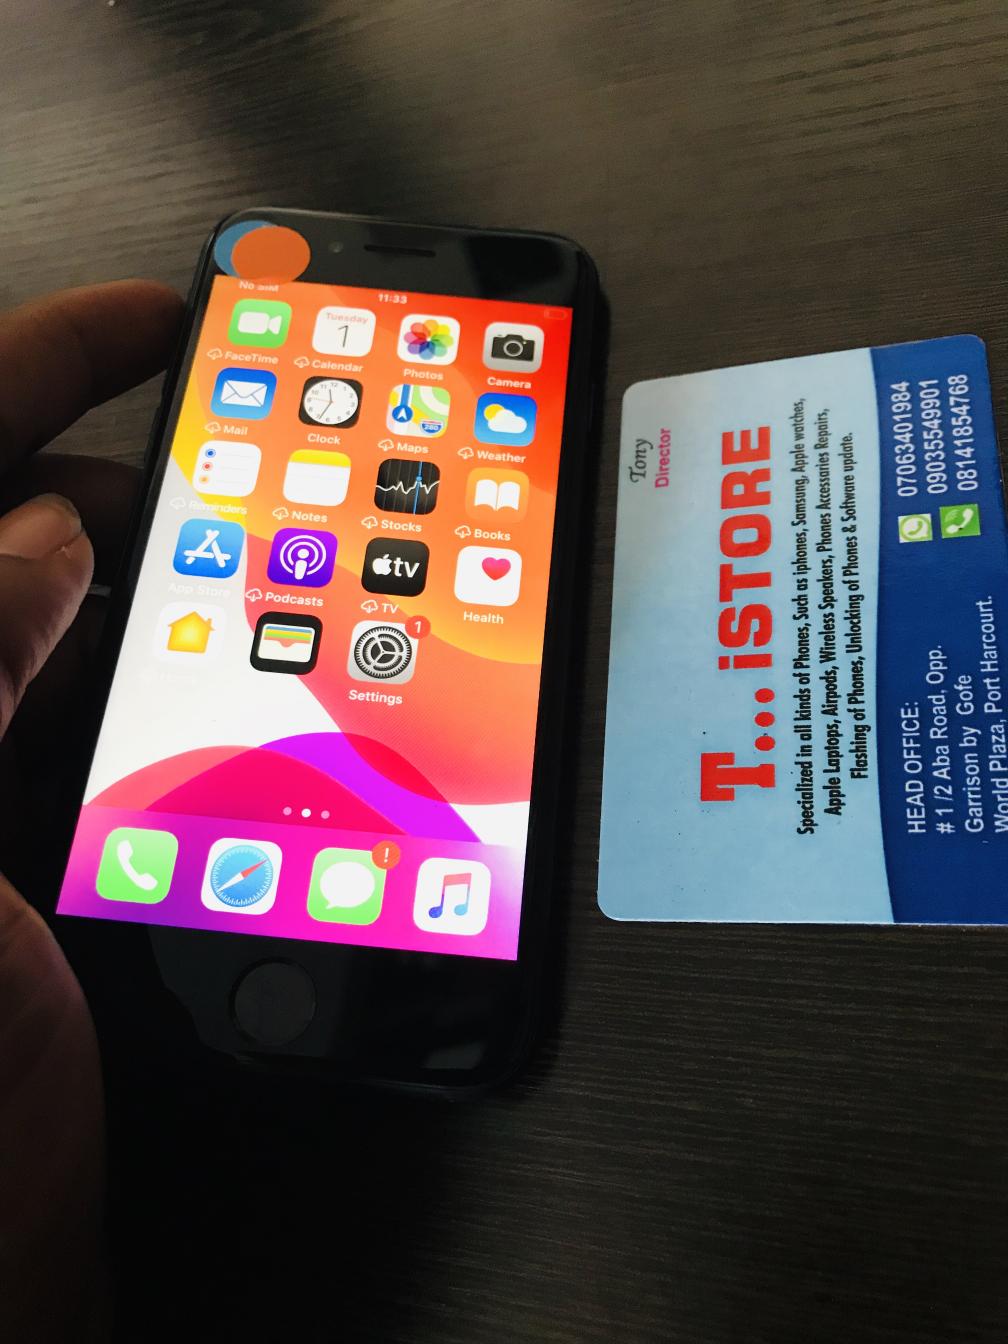 No SIM
11:33
FaceTime
Tuesday
1
Calendar
Photos
Camera
Mail
12
Clock
280
Maps
Weather
Reminders
Notes
Stocks
Books
App Store
Podcasts
tv
TV
Health
1
Settings
!
Tony
Director
T... iSTORE
Specialized in all kinds of Phones, Such as iphones, Samsung, Apple watches,
Apple Laptops, Airpods, Wireless Speakers, Phones Accessaries Repairs,
Flashing of Phones, Unlocking of Phones & Software update.
HEAD OFFICE:
# 1/2 Aba Road, Opp.
Garrison by Gofe
World Plaza, Port Harcourt.
07063401984
09035549901
08141854768